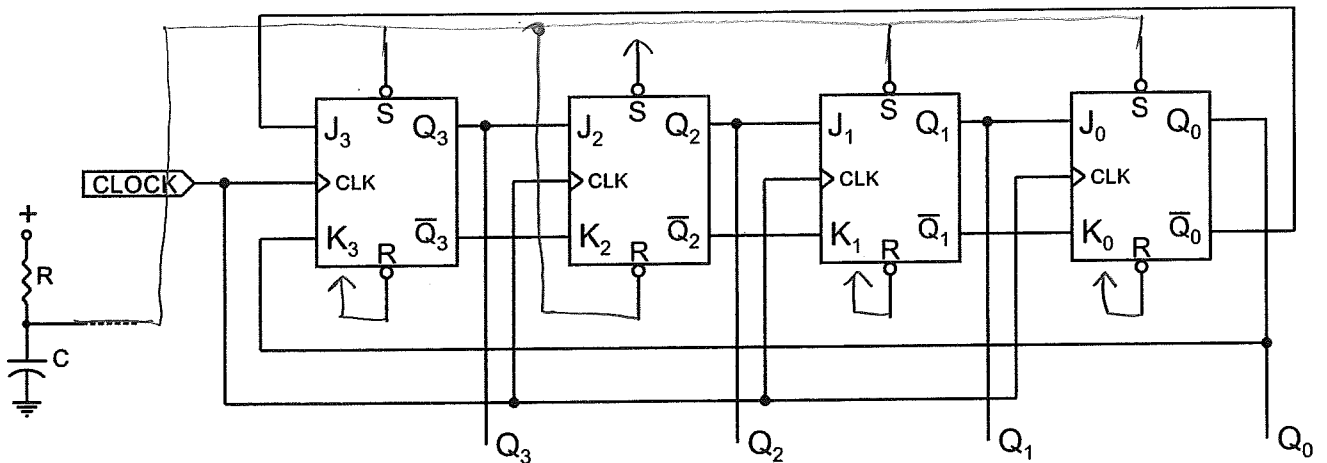 S S S S
J₃ Q₃ J₂ Q₂ J₁ Q₁ J₀ Q₀
CLOCK CLK CLK CLK CLK
+
K₃ Q̅₃ K₂ Q̅₂ K₁ Q̅₁ K₀ Q̅₀
R R R R
R
C
Q₃ Q₂ Q₁ Q₀